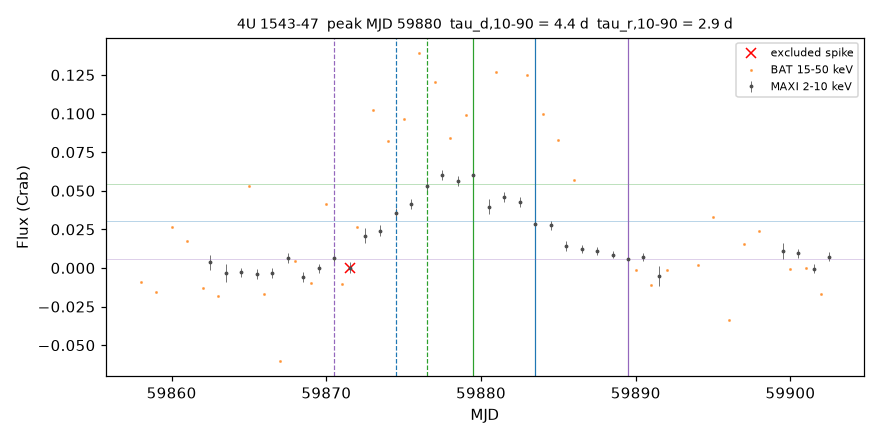 4U 1543-47  peak MJD 59880  tau_d,10-90 = 4.4 d  tau_r,10-90 = 2.9 d
excluded spike
BAT 15-50 keV
MAXI 2-10 keV
Flux (Crab)
0.125
0.100
0.075
0.050
0.025
0.000
−0.025
−0.050
59860
59870
59880
59890
59900
MJD